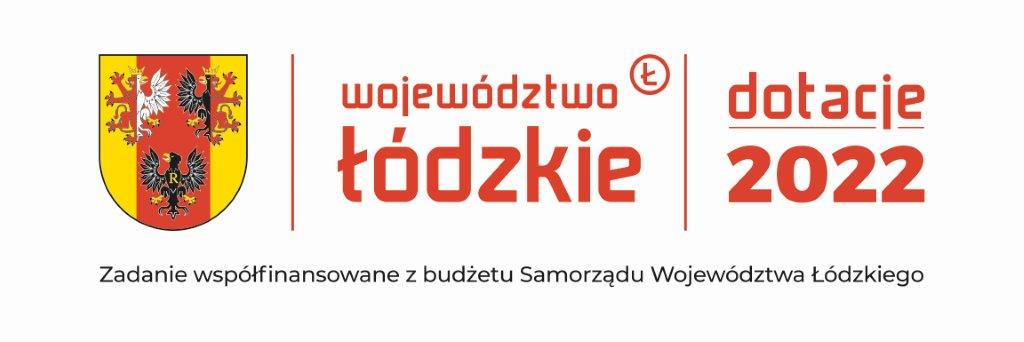 województwo Ł
łódzkie
dotacje
2022
R
Zadanie współfinansowane z budżetu Samorządu Województwa Łódzkiego